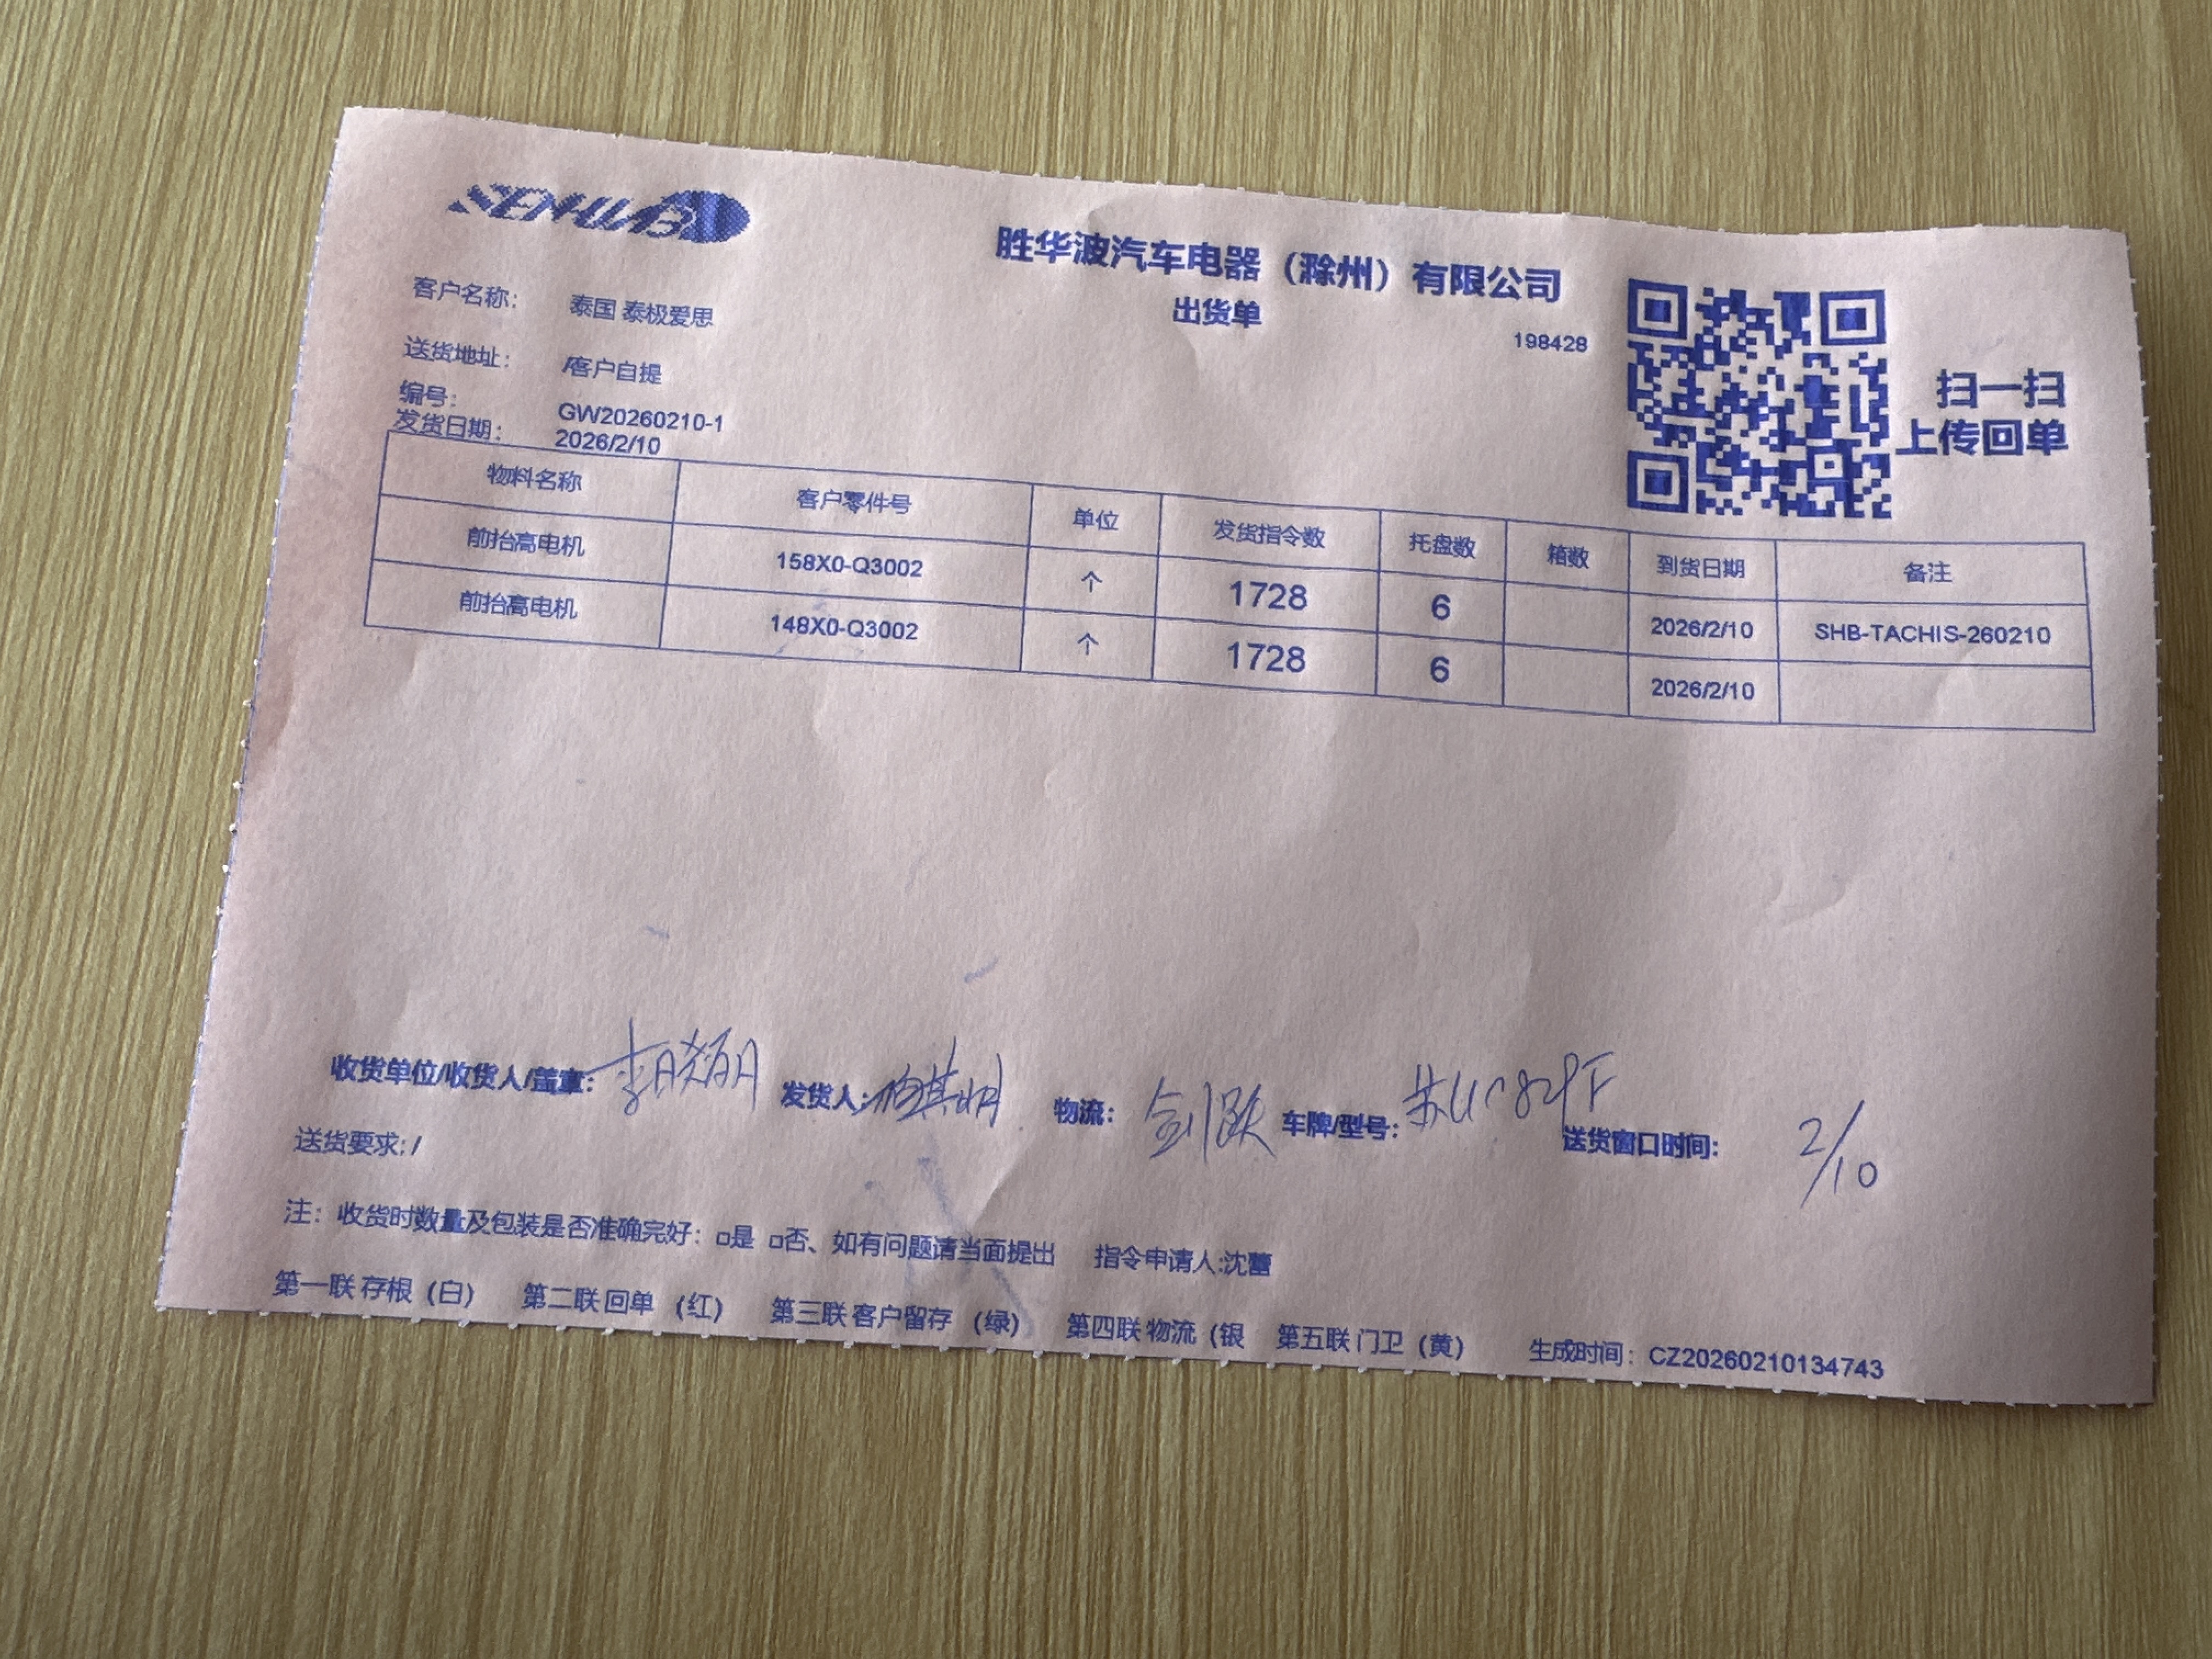 SENHUABO
胜华波汽车电器（滁州）有限公司
出货单
198428
扫一扫
上传回单
客户名称： 泰国 泰极爱思
送货地址： /客户自提
编号： GW20260210-1
发货日期： 2026/2/10
物料名称 客户零件号 单位 发货指令数 托盘数 箱数 到货日期 备注
前抬高电机 158X0-Q3002 个 1728 6 2026/2/10 SHB-TACHIS-260210
前抬高电机 148X0-Q3002 个 1728 6 2026/2/10
收货单位/收货人/盖章： 发货人： 物流： 剑跃 车牌/型号： 送货窗口时间： 2/10
送货要求：/
注：收货时数量及包装是否准确完好：□是 □否、如有问题请当面提出 指令申请人:沈蕾
第一联 存根（白） 第二联 回单 （红） 第三联 客户留存 （绿） 第四联 物流（银 第五联 门卫（黄） 生成时间：CZ20260210134743